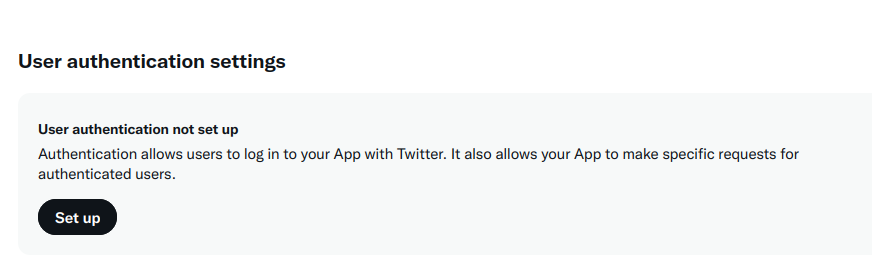 User authentication settings
User authentication not set up
Authentication allows users to log in to your App with Twitter. It also allows your App to make specific requests for
authenticated users.
Set up